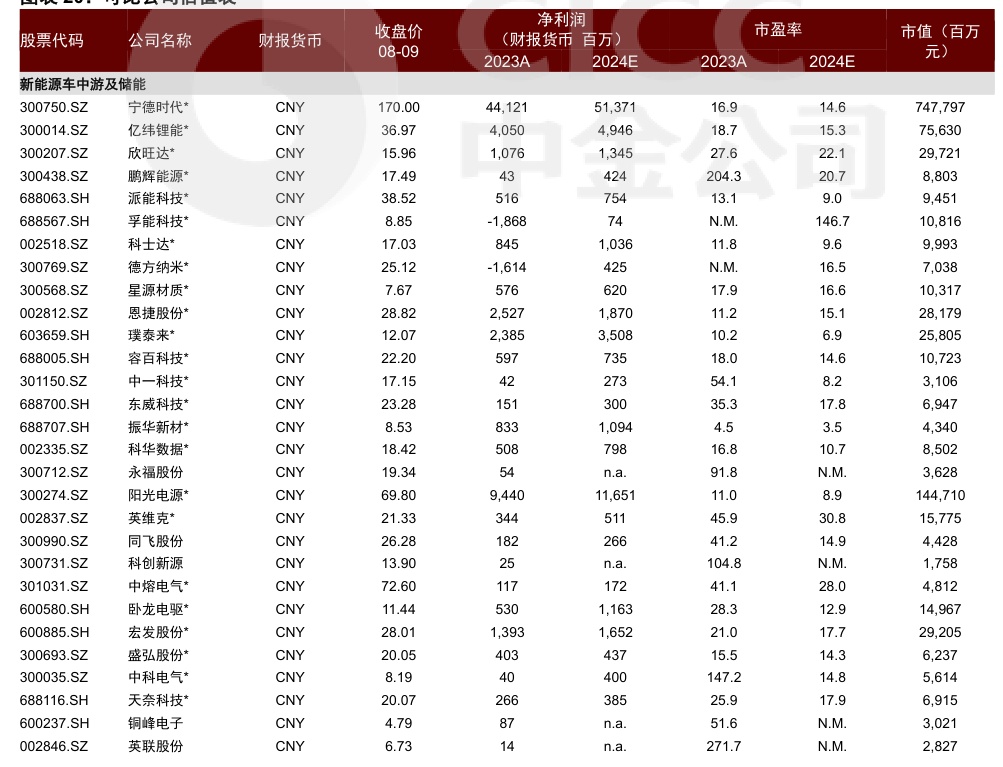 图表 20: 可比公司估值表
股票代码 公司名称 财报货币 收盘价 08-09 净利润 （财报货币 百万） 2023A 2024E 市盈率 2023A 2024E 市值（百万元）
新能源车中游及储能
300750.SZ 宁德时代* CNY 170.00 44,121 51,371 16.9 14.6 747,797
300014.SZ 亿纬锂能* CNY 36.97 4,050 4,946 18.7 15.3 75,630
300207.SZ 欣旺达* CNY 15.96 1,076 1,345 27.6 22.1 29,721
300438.SZ 鹏辉能源* CNY 17.49 43 424 204.3 20.7 8,803
688063.SH 派能科技* CNY 38.52 516 754 13.1 9.0 9,451
688567.SH 孚能科技* CNY 8.85 -1,868 74 N.M. 146.7 10,816
002518.SZ 科士达* CNY 17.03 845 1,036 11.8 9.6 9,993
300769.SZ 德方纳米* CNY 25.12 -1,614 425 N.M. 16.5 7,038
300568.SZ 星源材质* CNY 7.67 576 620 17.9 16.6 10,317
002812.SZ 恩捷股份* CNY 28.82 2,527 1,870 11.2 15.1 28,179
603659.SH 璞泰来* CNY 12.07 2,385 3,508 10.2 6.9 25,805
688005.SH 容百科技* CNY 22.20 597 735 18.0 14.6 10,723
301150.SZ 中一科技* CNY 17.15 42 273 54.1 8.2 3,106
688700.SH 东威科技* CNY 23.28 151 300 35.3 17.8 6,947
688707.SH 振华新材* CNY 8.53 833 1,094 4.5 3.5 4,340
002335.SZ 科华数据* CNY 18.42 508 798 16.8 10.7 8,502
300712.SZ 永福股份 CNY 19.34 54 n.a. 91.8 N.M. 3,628
300274.SZ 阳光电源* CNY 69.80 9,440 11,651 11.0 8.9 144,710
002837.SZ 英维克* CNY 21.33 344 511 45.9 30.8 15,775
300990.SZ 同飞股份 CNY 26.28 182 266 41.2 14.9 4,428
300731.SZ 科创新源 CNY 13.90 25 n.a. 104.8 N.M. 1,758
301031.SZ 中熔电气* CNY 72.60 117 172 41.1 28.0 4,812
600580.SH 卧龙电驱* CNY 11.44 530 1,163 28.3 12.9 14,967
600885.SH 宏发股份* CNY 28.01 1,393 1,652 21.0 17.7 29,205
300693.SZ 盛弘股份* CNY 20.05 403 437 15.5 14.3 6,237
300035.SZ 中科电气* CNY 8.19 40 400 147.2 14.8 5,614
688116.SH 天奈科技* CNY 20.07 266 385 25.9 17.9 6,915
600237.SH 铜峰电子 CNY 4.79 87 n.a. 51.6 N.M. 3,021
002846.SZ 英联股份 CNY 6.73 14 n.a. 271.7 N.M. 2,827
CICC
中金公司